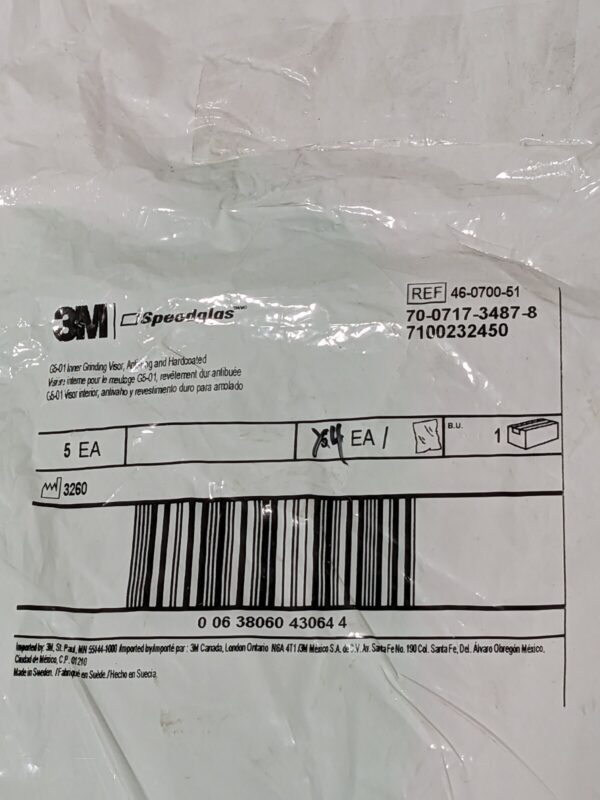 REF 46-0700-51
70-0717-3487-8
7100232450
3M Speedglas™/MC
G5-01 Inner Grinding Visor, Antifog and Hardcoated
Visière interne pour le meulage G5-01, revêtement dur antibuée
G5-01 Visor interior, antivaho y revestimiento duro para amolado
5 EA
EA /
B.U.
1
3260
0 06 38060 43064 4
Imported by: 3M, St. Paul, MN 55144-1000 Imported by/Importé par : 3M Canada, London Ontario N6A 4T1 /3M México S.A. de C.V. Av. Santa Fe No. 190 Col. Santa Fe, Del. Álvaro Obregón México,
Ciudad de México, C.P. 01210
Made in Sweden. /Fabriqué en Suède./Hecho en Suecia.